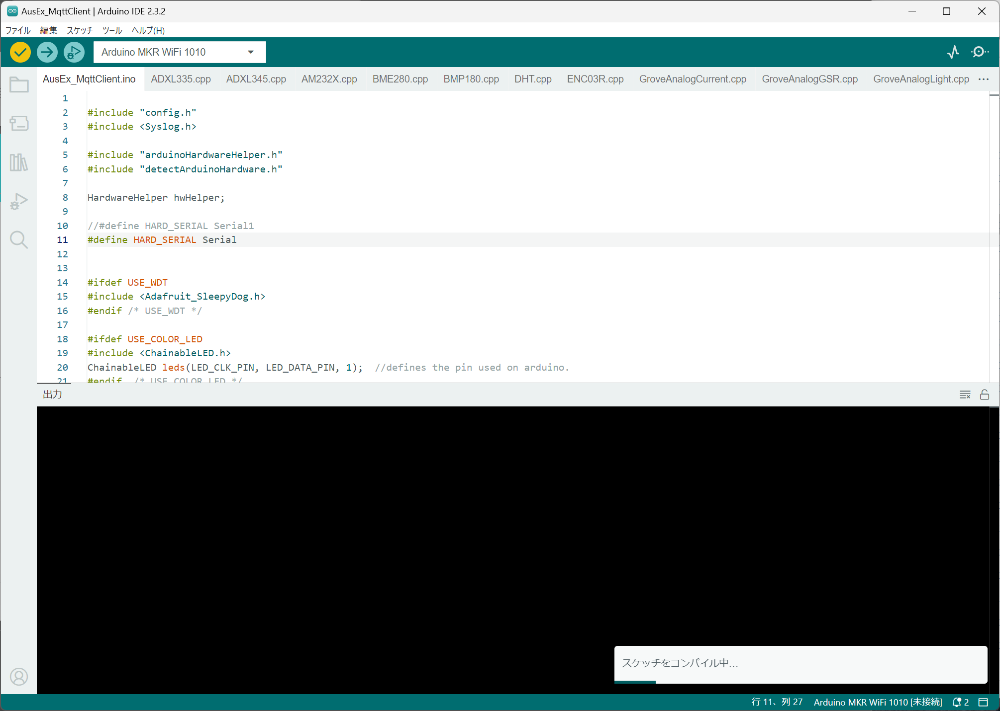 AusEx_MqttClient | Arduino IDE 2.3.2
ファイル 編集 スケッチ ツール ヘルプ(H)
Arduino MKR WiFi 1010
AusEx_MqttClient.ino ADXL335.cpp ADXL345.cpp AM232X.cpp BME280.cpp BMP180.cpp DHT.cpp ENC03R.cpp GroveAnalogCurrent.cpp GroveAnalogGSR.cpp GroveAnalogLight.cpp ...
1
2 #include "config.h"
3 #include <Syslog.h>
4
5 #include "arduinoHardwareHelper.h"
6 #include "detectArduinoHardware.h"
7
8 HardwareHelper hwHelper;
9
10 //#define HARD_SERIAL Serial1
11 #define HARD_SERIAL Serial
12
13
14 #ifdef USE_WDT
15 #include <Adafruit_SleepyDog.h>
16 #endif /* USE_WDT */
17
18 #ifdef USE_COLOR_LED
19 #include <ChainableLED.h>
20 ChainableLED leds(LED_CLK_PIN, LED_DATA_PIN, 1); //defines the pin used on arduino.
21 #endif /* USE_COLOR_LED */
出力
スケッチをコンパイル中...
行 11、列 27 Arduino MKR WiFi 1010 [未接続] 2